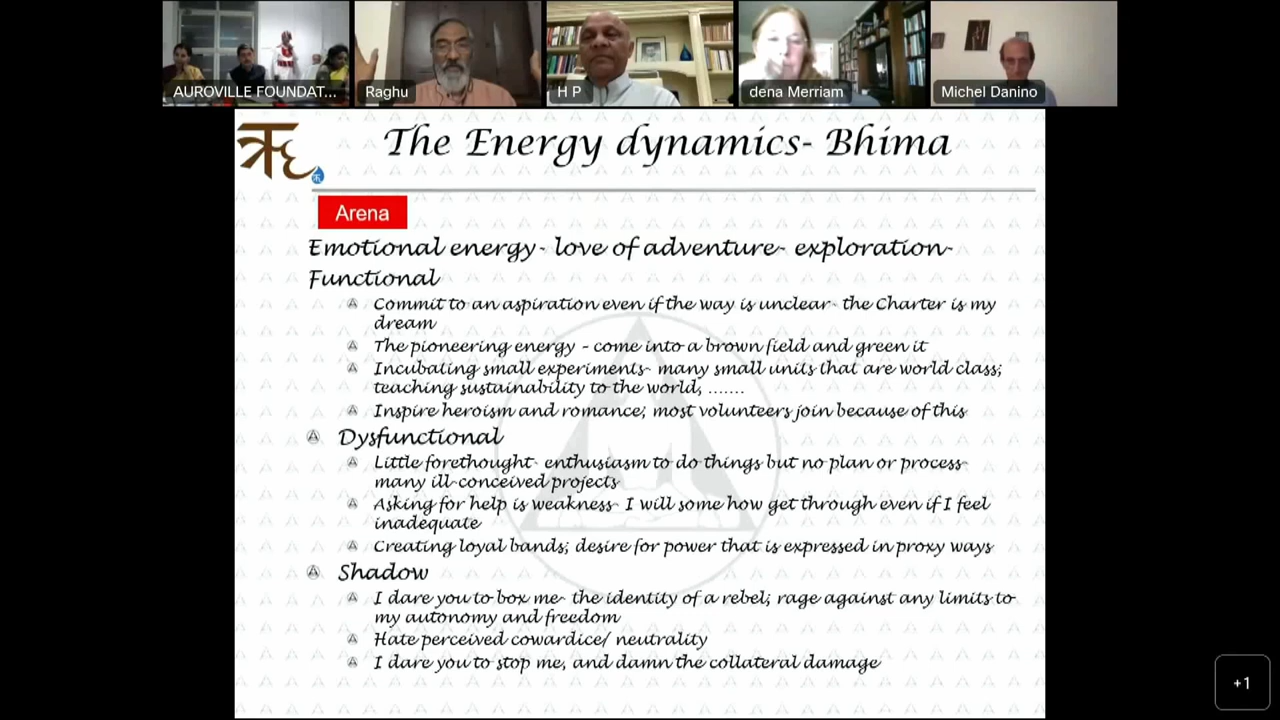 AUROVILLE FOUNDAT...
Raghu
H P
dena Merriam
Michel Danino
The Energy dynamics- Bhima
Arena
Emotional energy- love of adventure- exploration-
Functional
Commit to an aspiration even if the way is unclear- the Charter is my
dream
The pioneering energy – come into a brown field and green it
Incubating small experiments- many small units that are world class;
teaching sustainability to the world, .......
Inspire heroism and romance; most volunteers join because of this
Dysfunctional
Little forethought- enthusiasm to do things but no plan or process-
many ill-conceived projects
Asking for help is weakness- I will some how get through even if I feel
inadequate
Creating loyal bands; desire for power that is expressed in proxy ways
Shadow
I dare you to box me- the identity of a rebel; rage against any limits to
my autonomy and freedom
Hate perceived cowardice/ neutrality
I dare you to stop me, and damn the collateral damage
+1